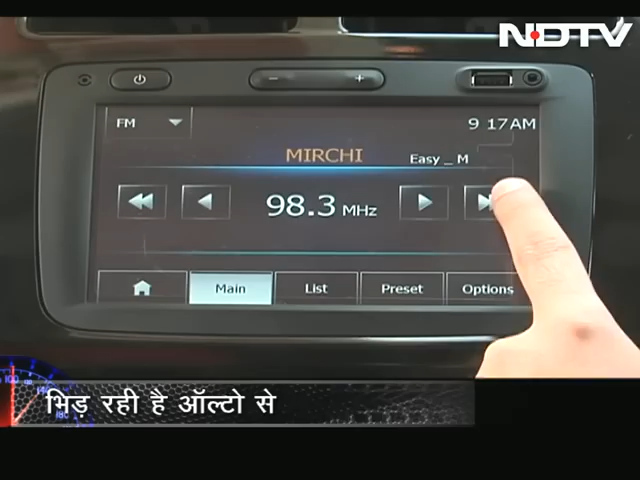 NDTV
FM
9 17AM
MIRCHI
Easy _ M
98.3 MHz
Main
List
Preset
Options
भिड़ रही है ऑल्टो से